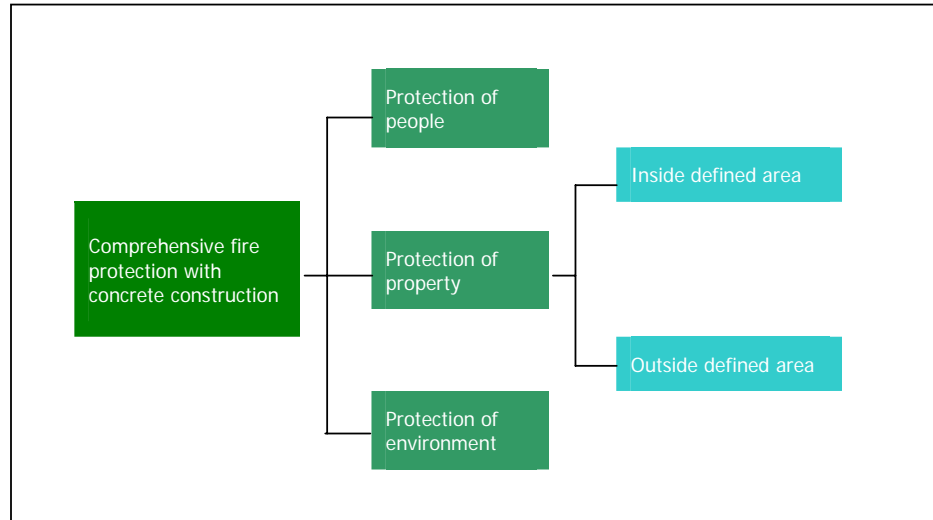 Protection of
people
Inside defined area
Comprehensive fire
protection with
concrete construction
Protection of
property
Outside defined area
Protection of
environment